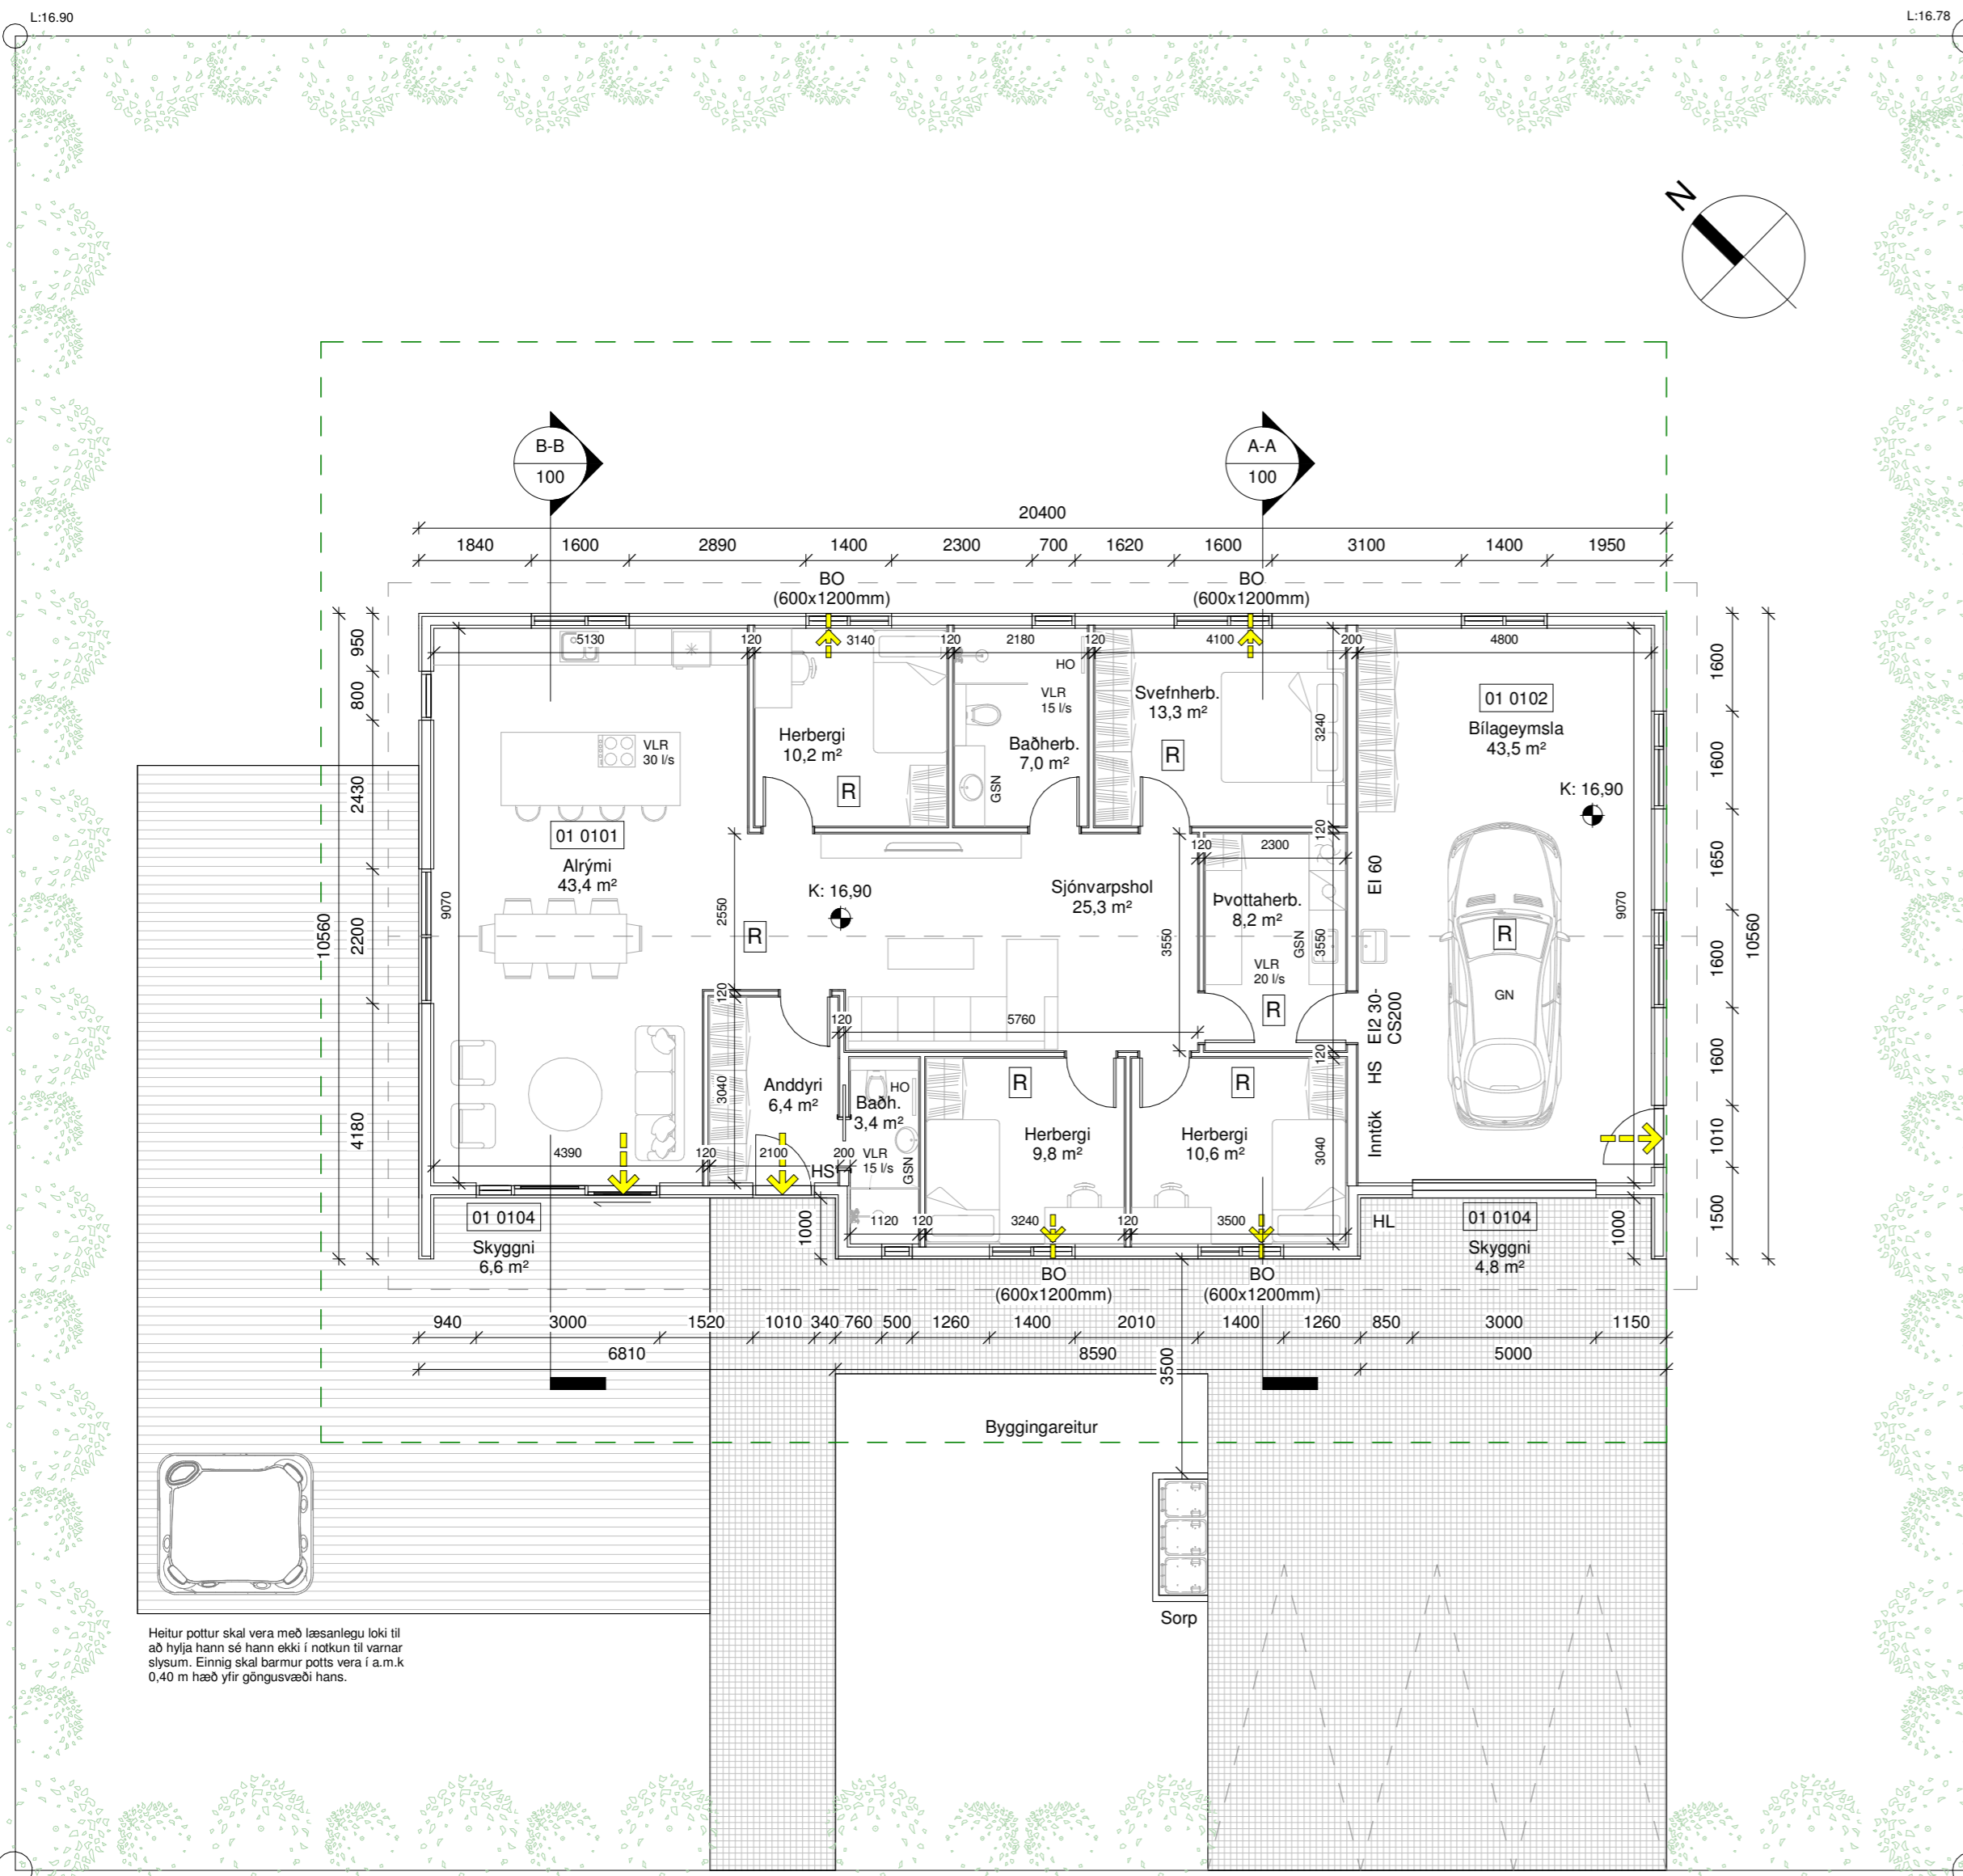 L:16.90
L:16.78
N
B-B
100
A-A
100
20400
1840
1600
2890
1400
2300
700
1620
1600
3100
1400
1950
BO
(600x1200mm)
BO
(600x1200mm)
5130
120
3140
120
2180
120
4100
200
4800
950
800
2430
2200
4180
10560
9070
VLR
30 l/s
01 0101
Alrými
43,4 m²
Herbergi
10,2 m²
R
HO
VLR
15 l/s
Baðherb.
7,0 m²
GSN
Svefnherb.
13,3 m²
R
3240
01 0102
Bílageymsla
43,5 m²
K: 16,90
1600
1600
1650
1600
1600
1010
1500
10560
9070
K: 16,90
R
2550
Sjónvarpshol
25,3 m²
3550
120
2300
120
Þvottaherb.
8,2 m²
GSN
3550
VLR
20 l/s
R
EI 60
EI2 30-
CS200
HS
Inntök
R
GN
120
120
5760
120
Anddyri
6,4 m²
3040
HO
Baðh.
3,4 m²
VLR
15 l/s
GSN
R
Herbergi
9,8 m²
R
Herbergi
10,6 m²
3040
4390
120
2100
200
HS
01 0104
Skyggni
6,6 m²
1000
1120
120
3240
120
3500
HL
01 0104
Skyggni
4,8 m²
1000
BO
(600x1200mm)
BO
(600x1200mm)
940
3000
1520
1010
340
760
500
1260
1400
2010
1400
1260
850
3000
1150
6810
8590
5000
3500
Byggingareitur
Sorp
Heitur pottur skal vera með læsanlegu loki til
að hylja hann sé hann ekki í notkun til varnar
slysum. Einnig skal barmur potts vera í a.m.k
0,40 m hæð yfir göngusvæði hans.